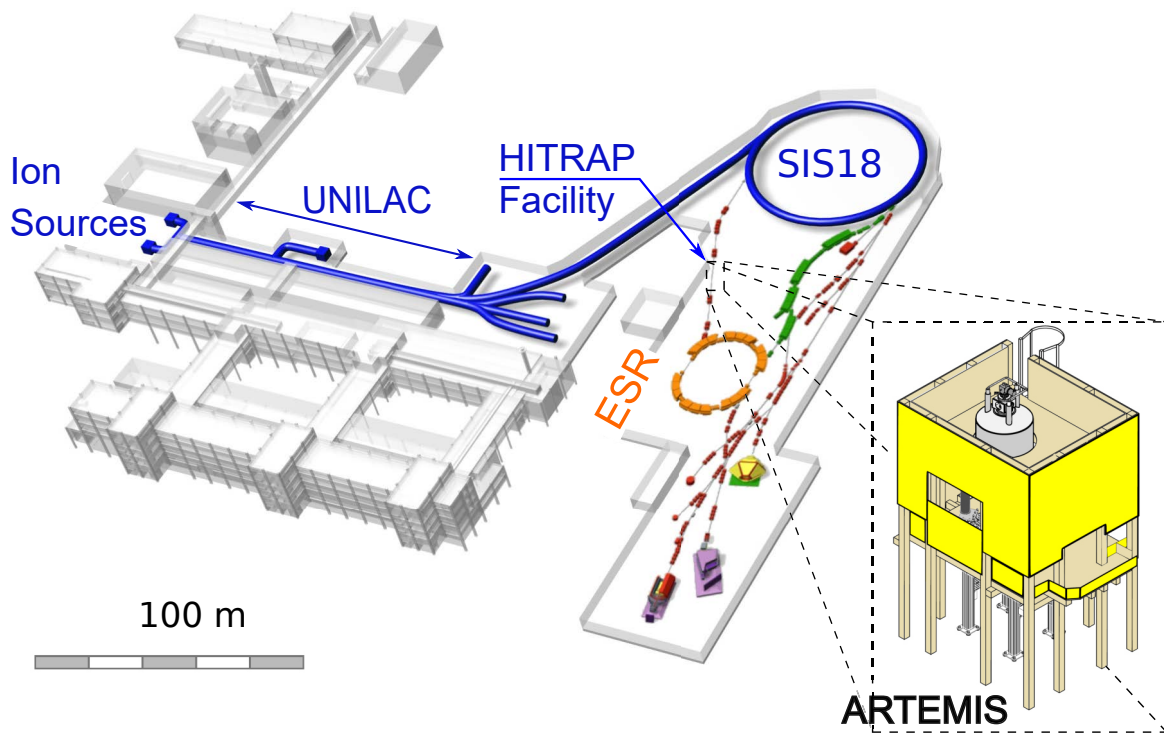 Ion
Sources
UNILAC
HITRAP
Facility
SIS18
ESR
100 m
ARTEMIS